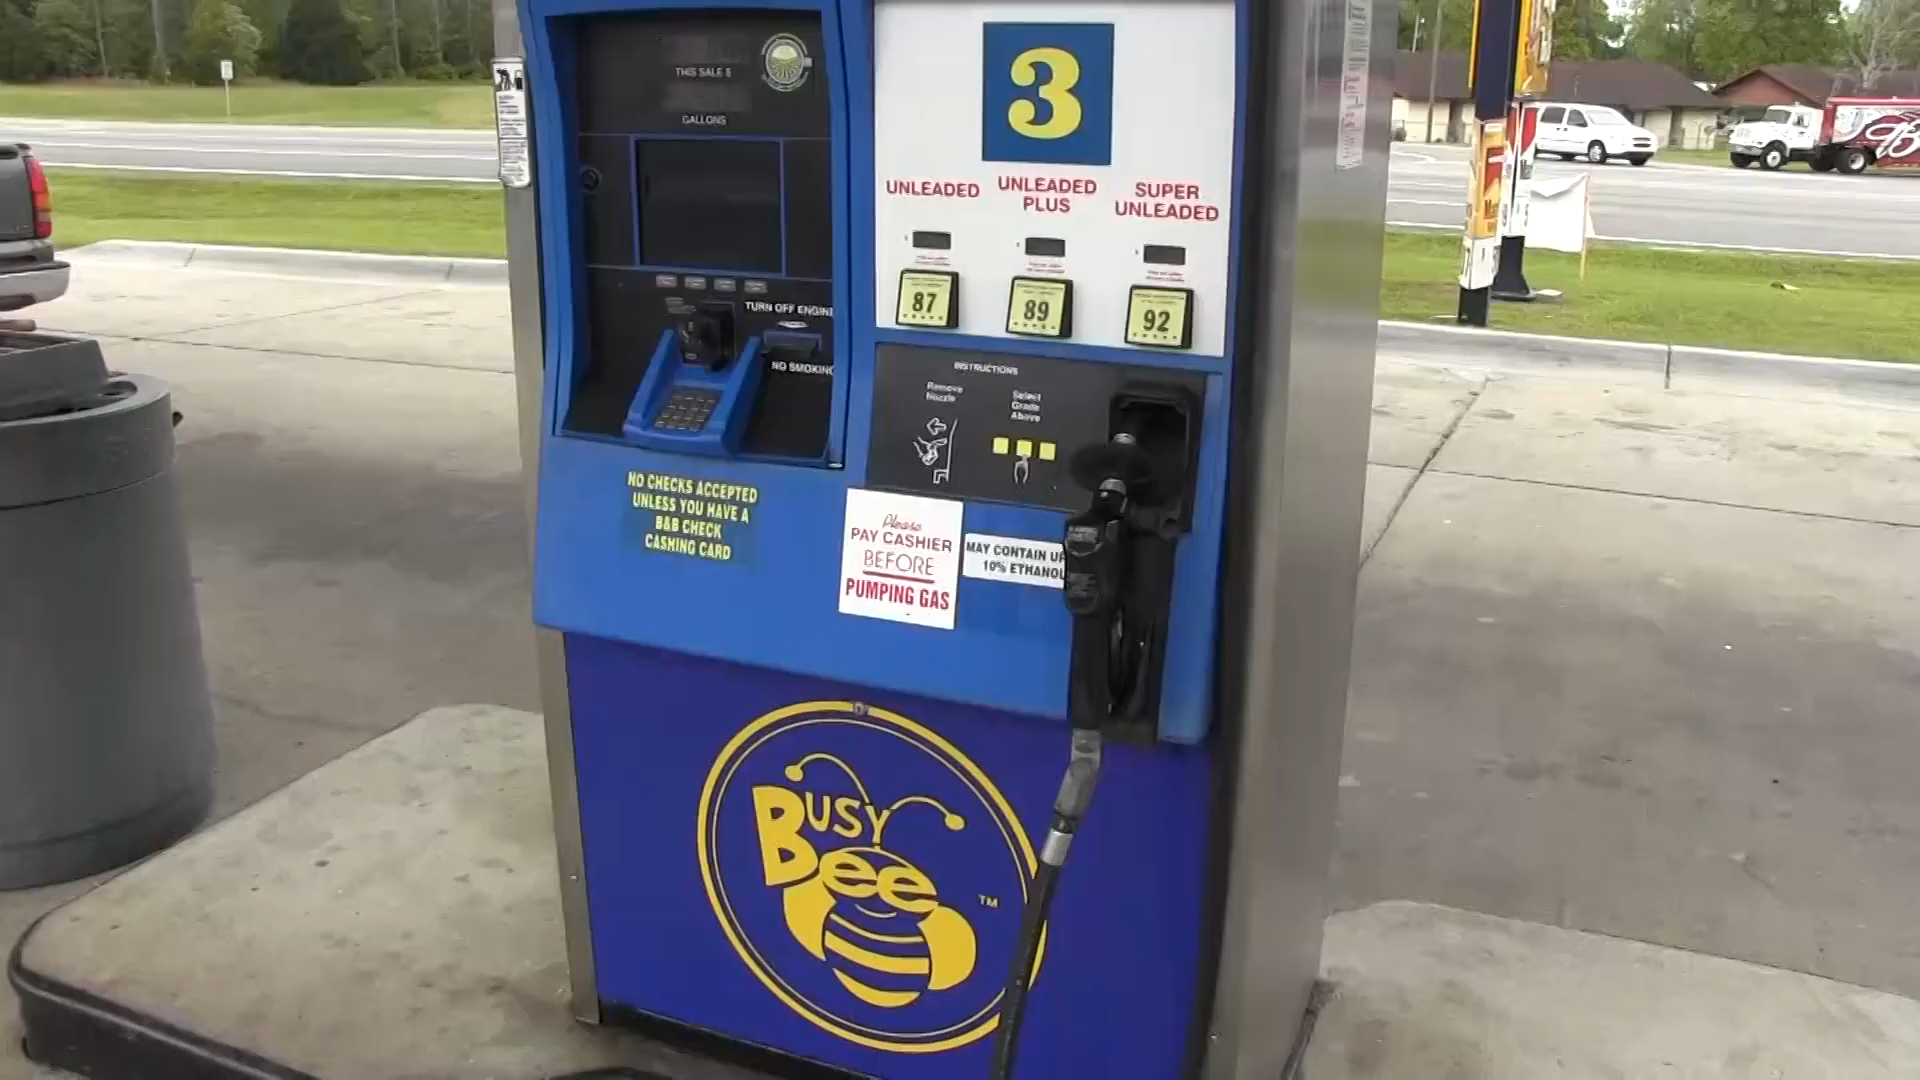 THIS SALE $
GALLONS
3
UNLEADED
UNLEADED
PLUS
SUPER
UNLEADED
87
89
92
TURN OFF ENGINE
NO SMOKING
INSTRUCTIONS
Remove
Nozzle
Select
Grade
Above
NO CHECKS ACCEPTED
UNLESS YOU HAVE A
B&B CHECK
CASHING CARD
Please
PAY CASHIER
BEFORE
PUMPING GAS
MAY CONTAIN UP
10% ETHANOL
BUSY
Bee
TM